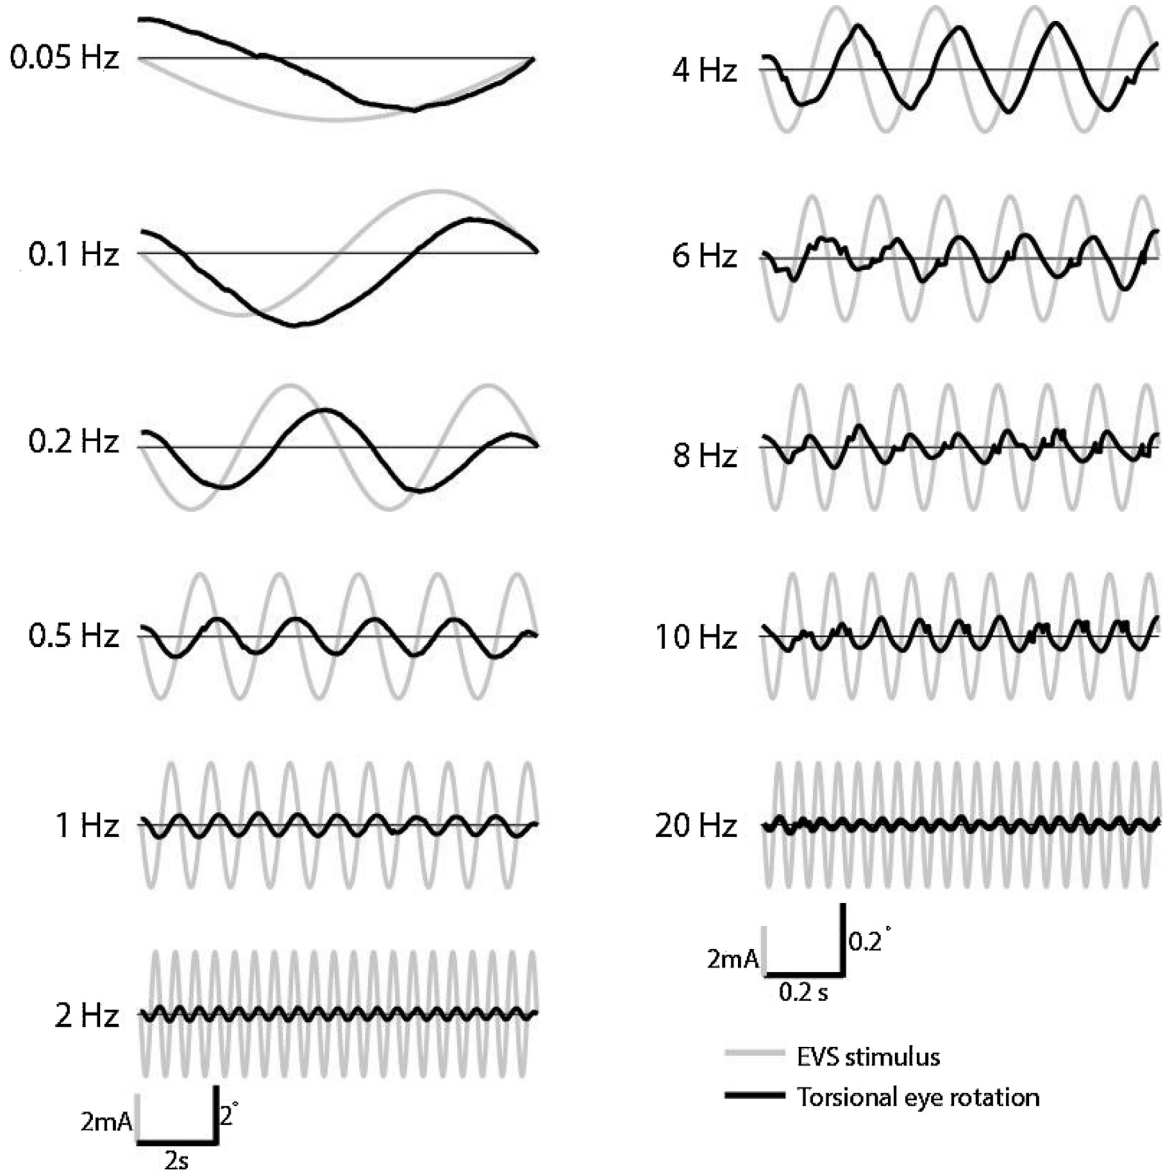 0.05 Hz
0.1 Hz
0.2 Hz
0.5 Hz
1 Hz
2 Hz
2mA
2°
2s
4 Hz
6 Hz
8 Hz
10 Hz
20 Hz
2mA
0.2°
0.2 s
EVS stimulus
Torsional eye rotation